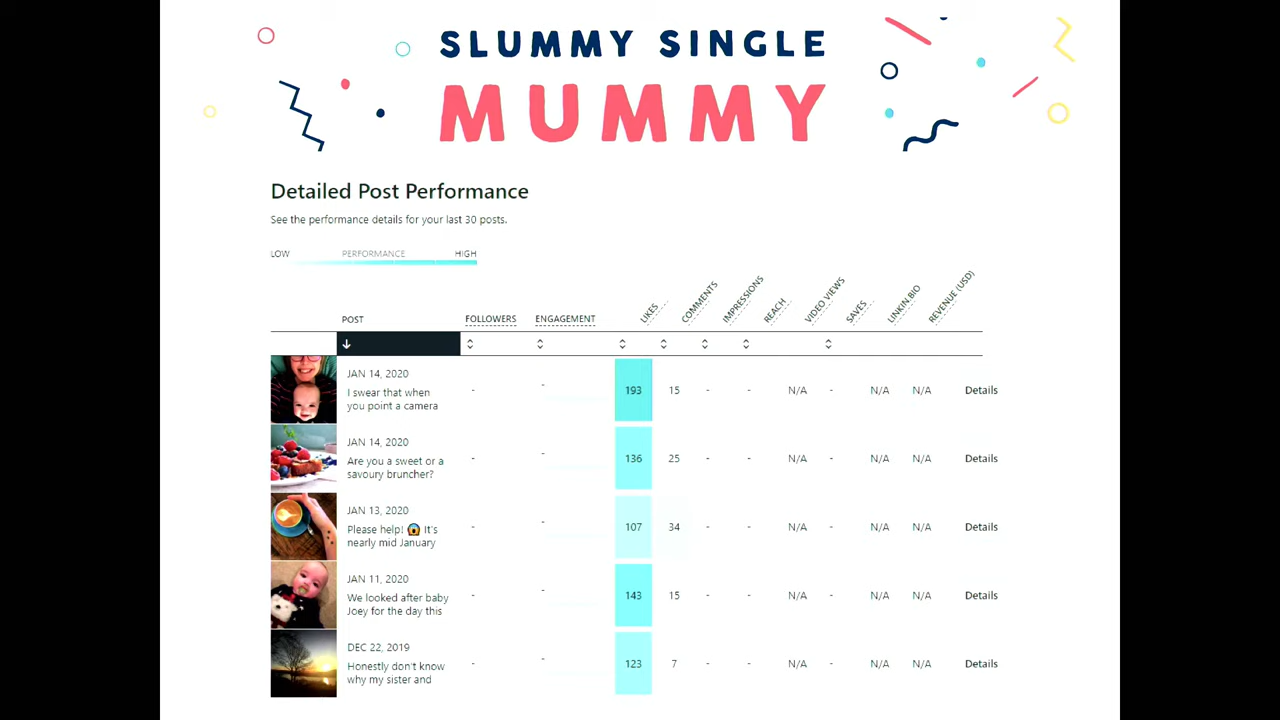 SLUMMY SINGLE
MUMMY
Detailed Post Performance
See the performance details for your last 30 posts.
LOW PERFORMANCE HIGH
POST FOLLOWERS ENGAGEMENT LIKES COMMENTS IMPRESSIONS REACH VIDEO VIEWS SAVES LINKIN.BIO REVENUE (USD)
JAN 14, 2020
I swear that when
you point a camera
- - 193 15 - - N/A - N/A N/A Details
JAN 14, 2020
Are you a sweet or a
savoury bruncher?
- - 136 25 - - N/A - N/A N/A Details
JAN 13, 2020
Please help! 😱 It's
nearly mid January
- - 107 34 - - N/A - N/A N/A Details
JAN 11, 2020
We looked after baby
Joey for the day this
- - 143 15 - - N/A - N/A N/A Details
DEC 22, 2019
Honestly don't know
why my sister and
- - 123 7 - - N/A - N/A N/A Details